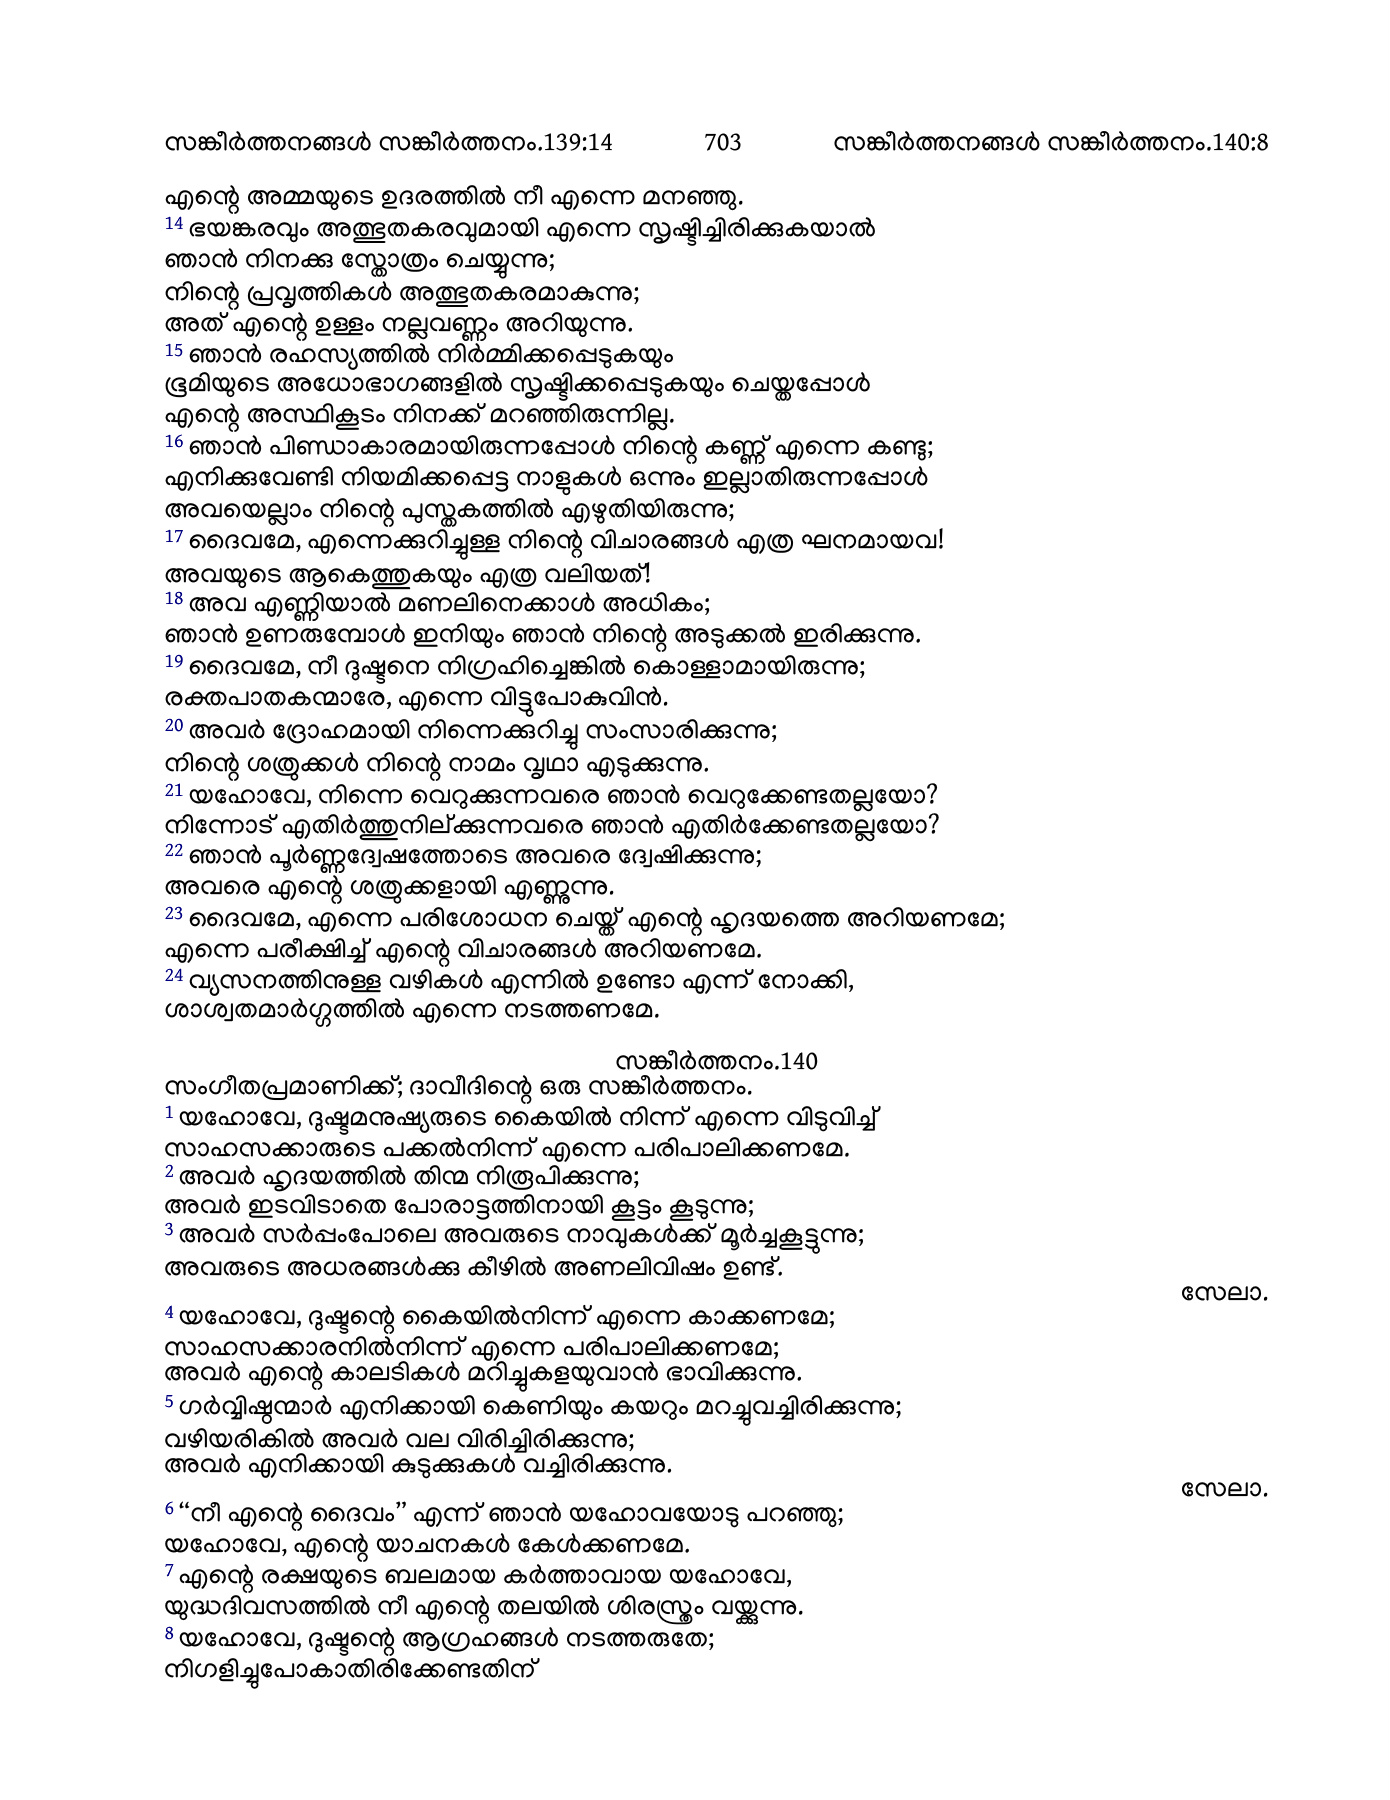 സങ്കീർത്തനങ്ങൾ സങ്കീർത്തനം.139:14 703 സങ്കീർത്തനങ്ങൾ സങ്കീർത്തനം.140:8
എന്റെ അമ്മയുടെ ഉദരത്തിൽ നീ എന്നെ മനഞ്ഞു.
14 ഭയങ്കരവും അത്ഭുതകരവുമായി എന്നെ സൃഷ്ടിച്ചിരിക്കുകയാൽ
ഞാൻ നിനക്കു സ്തോത്രം ചെയ്യുന്നു;
നിന്റെ പ്രവൃത്തികൾ അത്ഭുതകരമാകുന്നു;
അത് എന്റെ ഉള്ളം നല്ലവണ്ണം അറിയുന്നു.
15 ഞാൻ രഹസ്യത്തിൽ നിർമ്മിക്കപ്പെടുകയും
ഭൂമിയുടെ അധോഭാഗങ്ങളിൽ സൃഷ്ടിക്കപ്പെടുകയും ചെയ്തപ്പോൾ
എന്റെ അസ്ഥികൂടം നിനക്ക് മറഞ്ഞിരുന്നില്ല.
16 ഞാൻ പിണ്ഡാകാരമായിരുന്നപ്പോൾ നിന്റെ കണ്ണ് എന്നെ കണ്ടു;
എനിക്കുവേണ്ടി നിയമിക്കപ്പെട്ട നാളുകൾ ഒന്നും ഇല്ലാതിരുന്നപ്പോൾ
അവയെല്ലാം നിന്റെ പുസ്തകത്തിൽ എഴുതിയിരുന്നു;
17 ദൈവമേ, എന്നെക്കുറിച്ചുള്ള നിന്റെ വിചാരങ്ങൾ എത്ര ഘനമായവ!
അവയുടെ ആകെത്തുകയും എത്ര വലിയത്!
18 അവ എണ്ണിയാൽ മണലിനെക്കാൾ അധികം;
ഞാൻ ഉണരുമ്പോൾ ഇനിയും ഞാൻ നിന്റെ അടുക്കൽ ഇരിക്കുന്നു.
19 ദൈവമേ, നീ ദുഷ്ടനെ നിഗ്രഹിച്ചെങ്കിൽ കൊള്ളാമായിരുന്നു;
രക്തപാതകന്മാരേ, എന്നെ വിട്ടുപോകുവിൻ.
20 അവർ ദ്രോഹമായി നിന്നെക്കുറിച്ചു സംസാരിക്കുന്നു;
നിന്റെ ശത്രുക്കൾ നിന്റെ നാമം വൃഥാ എടുക്കുന്നു.
21 യഹോവേ, നിന്നെ വെറുക്കുന്നവരെ ഞാൻ വെറുക്കേണ്ടതല്ലയോ?
നിന്നോട് എതിർത്തുനില്ക്കുന്നവരെ ഞാൻ എതിർക്കേണ്ടതല്ലയോ?
22 ഞാൻ പൂർണ്ണദ്വേഷത്തോടെ അവരെ ദ്വേഷിക്കുന്നു;
അവരെ എന്റെ ശത്രുക്കളായി എണ്ണുന്നു.
23 ദൈവമേ, എന്നെ പരിശോധന ചെയ്ത് എന്റെ ഹൃദയത്തെ അറിയണമേ;
എന്നെ പരീക്ഷിച്ച് എന്റെ വിചാരങ്ങൾ അറിയണമേ.
24 വ്യസനത്തിനുള്ള വഴികൾ എന്നിൽ ഉണ്ടോ എന്ന് നോക്കി,
ശാശ്വതമാർഗ്ഗത്തിൽ എന്നെ നടത്തണമേ.
സങ്കീർത്തനം.140
സംഗീതപ്രമാണിക്ക്; ദാവീദിന്റെ ഒരു സങ്കീർത്തനം.
1 യഹോവേ, ദുഷ്ടമനുഷ്യരുടെ കൈയിൽ നിന്ന് എന്നെ വിടുവിച്ച്
സാഹസക്കാരുടെ പക്കൽനിന്ന് എന്നെ പരിപാലിക്കണമേ.
2 അവർ ഹൃദയത്തിൽ തിന്മ നിരൂപിക്കുന്നു;
അവർ ഇടവിടാതെ പോരാട്ടത്തിനായി കൂട്ടം കൂടുന്നു;
3 അവർ സർപ്പംപോലെ അവരുടെ നാവുകൾക്ക് മൂർച്ചകൂട്ടുന്നു;
അവരുടെ അധരങ്ങൾക്കു കീഴിൽ അണലിവിഷം ഉണ്ട്.
സേലാ.
4 യഹോവേ, ദുഷ്ടന്റെ കൈയിൽനിന്ന് എന്നെ കാക്കണമേ;
സാഹസക്കാരനിൽനിന്ന് എന്നെ പരിപാലിക്കണമേ;
അവർ എന്റെ കാലടികൾ മറിച്ചുകളയുവാൻ ഭാവിക്കുന്നു.
5 ഗർവ്വിഷ്ഠന്മാർ എനിക്കായി കെണിയും കയറും മറച്ചുവച്ചിരിക്കുന്നു;
വഴിയരികിൽ അവർ വല വിരിച്ചിരിക്കുന്നു;
അവർ എനിക്കായി കുടുക്കുകൾ വച്ചിരിക്കുന്നു.
സേലാ.
6 “നീ എന്റെ ദൈവം” എന്ന് ഞാൻ യഹോവയോടു പറഞ്ഞു;
യഹോവേ, എന്റെ യാചനകൾ കേൾക്കണമേ.
7 എന്റെ രക്ഷയുടെ ബലമായ കർത്താവായ യഹോവേ,
യുദ്ധദിവസത്തിൽ നീ എന്റെ തലയിൽ ശിരസ്ത്രം വയ്ക്കുന്നു.
8 യഹോവേ, ദുഷ്ടന്റെ ആഗ്രഹങ്ങൾ നടത്തരുതേ;
നിഗളിച്ചുപോകാതിരിക്കേണ്ടതിന്